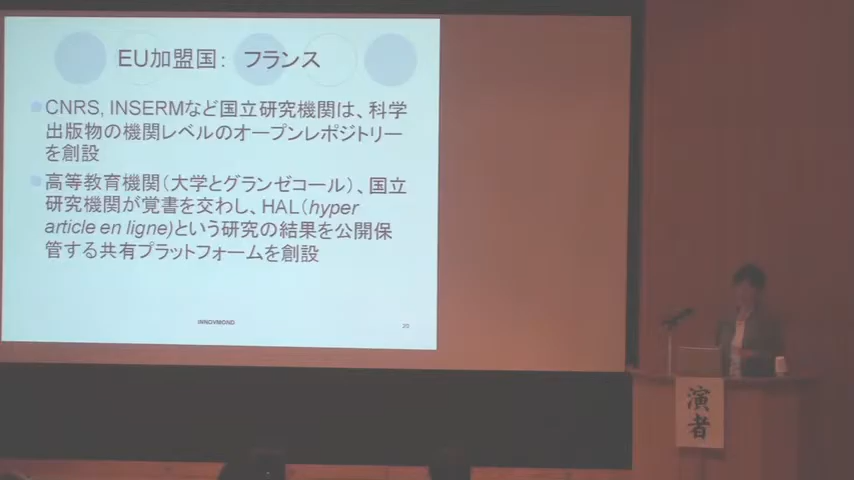 EU加盟国： フランス
CNRS, INSERMなど国立研究機関は、科学
出版物の機関レベルのオープンレポジトリー
を創設
高等教育機関（大学とグランゼコール）、国立
研究機関が覚書を交わし、HAL（hyper
article en ligne)という研究の結果を公開保
管する共有プラットフォームを創設
INNOVMOND
20
演者